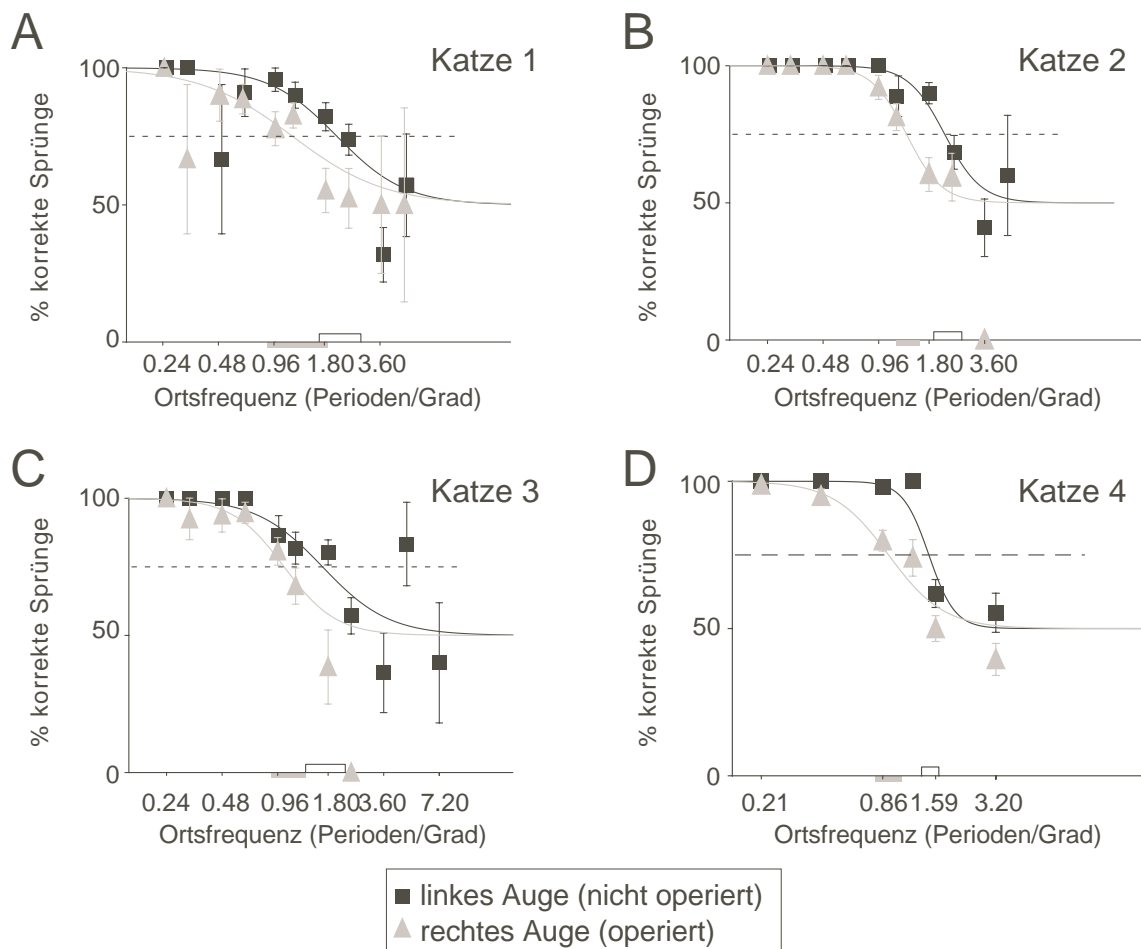 A
Katze 1
% korrekte Sprünge
100
50
0
0.24 0.48 0.96 1.80 3.60
Ortsfrequenz (Perioden/Grad)
B
Katze 2
% korrekte Sprünge
100
50
0
0.24 0.48 0.96 1.80 3.60
Ortsfrequenz (Perioden/Grad)
C
Katze 3
% korrekte Sprünge
100
50
0
0.24 0.48 0.96 1.80 3.60 7.20
Ortsfrequenz (Perioden/Grad)
D
Katze 4
% korrekte Sprünge
100
50
0
0.21 0.86 1.59 3.20
Ortsfrequenz (Perioden/Grad)
linkes Auge (nicht operiert)
rechtes Auge (operiert)